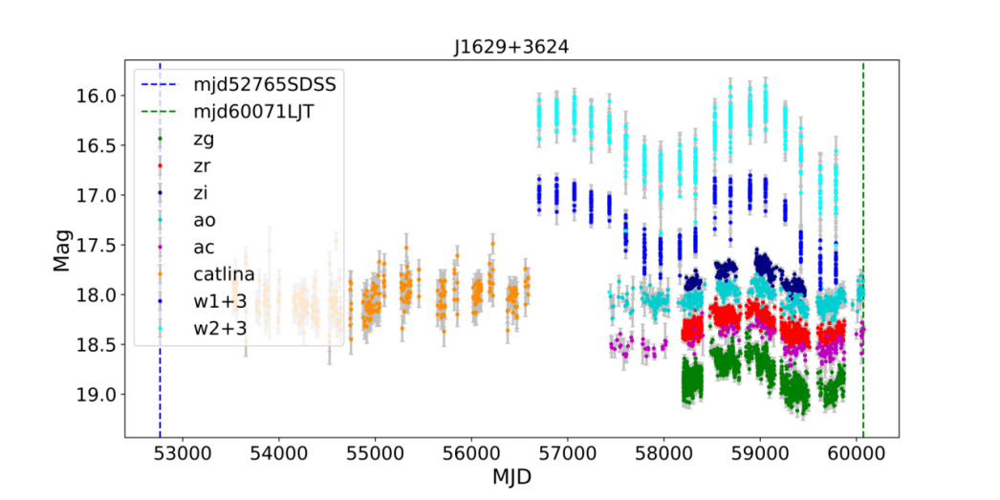 J1629+3624
mjd52765SDSS
mjd60071LJT
zg
zr
zi
ao
ac
catlina
w1+3
w2+3
16.0
16.5
17.0
17.5
18.0
18.5
19.0
Mag
53000 54000 55000 56000 57000 58000 59000 60000
MJD